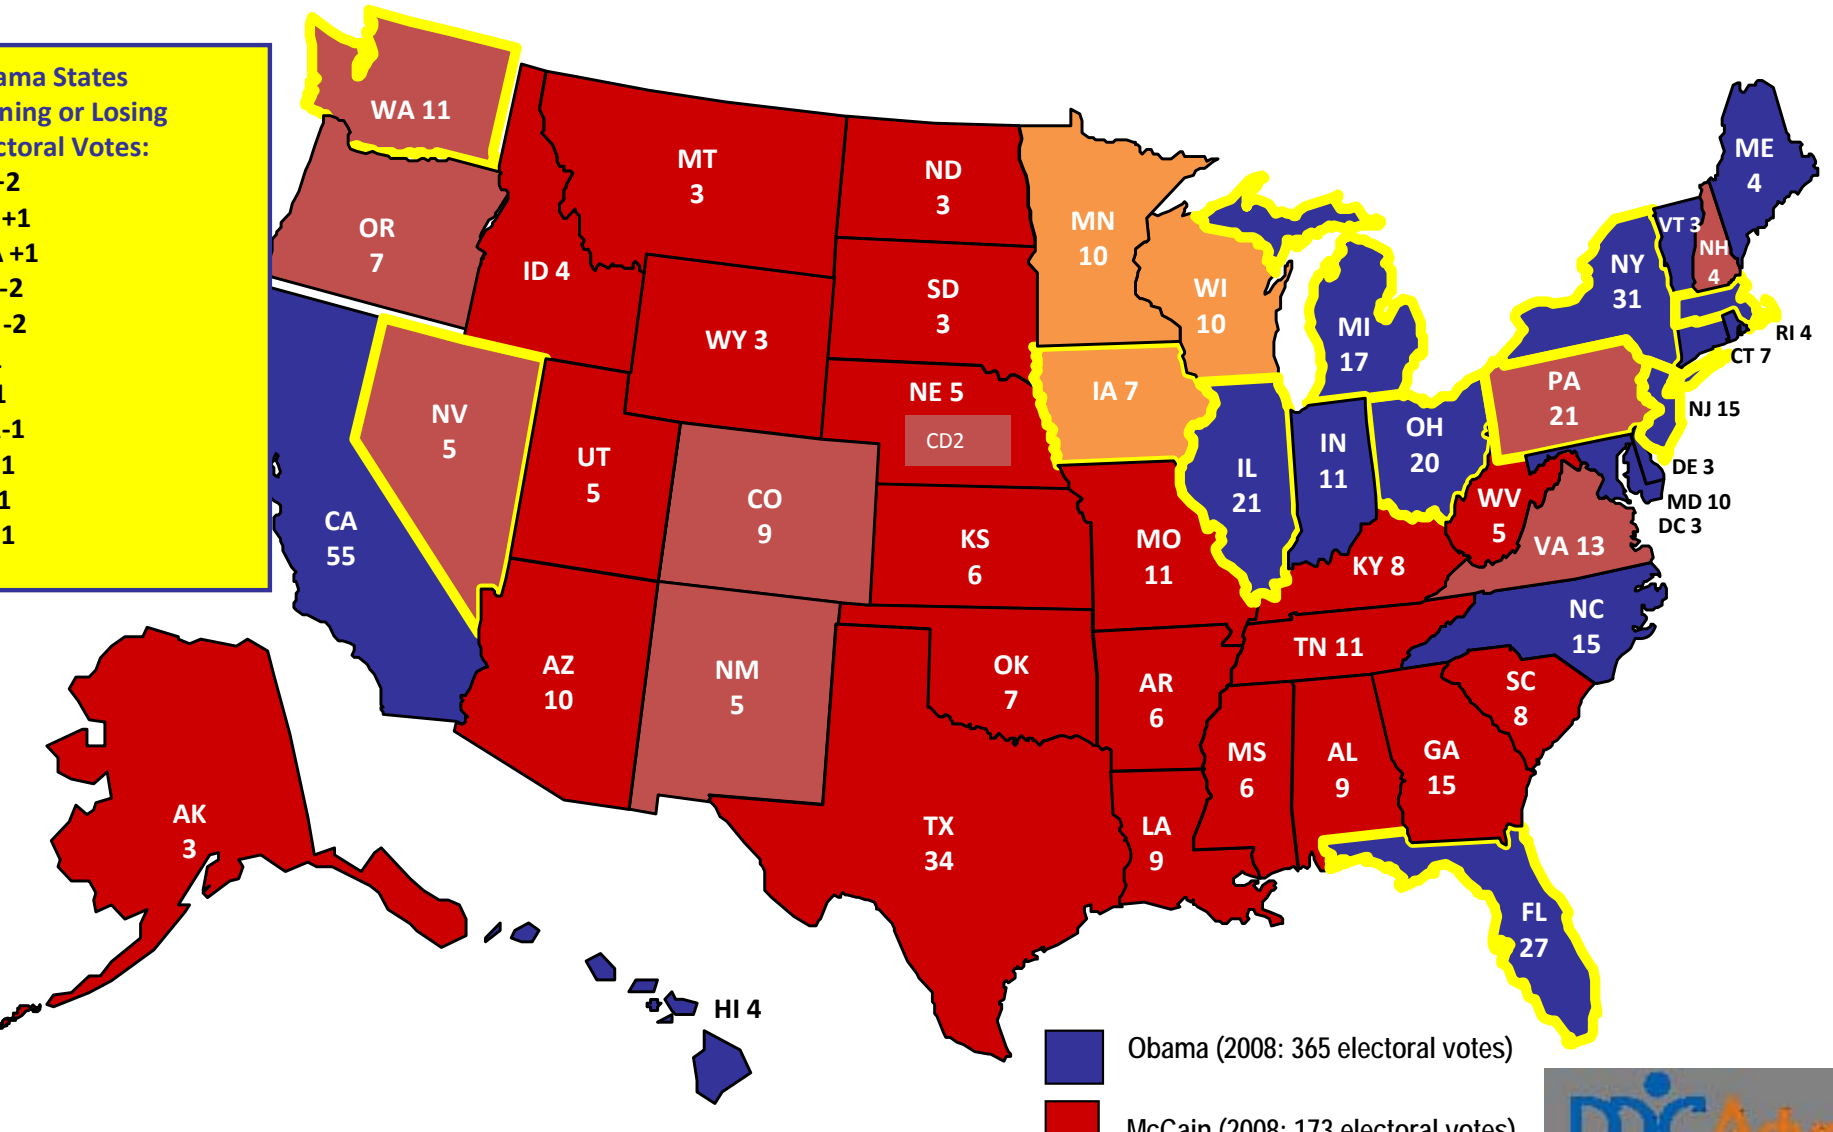 ama States
ning or Losing
ctoral Votes:
-2
+1
+1
-2
-2
1
-1
1
1
1
WA 11
OR
7
CA
55
NV
5
ID 4
MT
3
WY 3
UT
5
AZ
10
CO
9
NM
5
ND
3
SD
3
NE 5
CD2
KS
6
OK
7
TX
34
MN
10
IA 7
MO
11
AR
6
LA
9
WI
10
IL
21
MI
17
IN
11
OH
20
KY 8
TN 11
MS
6
AL
9
GA
15
FL
27
SC
8
NC
15
VA 13
WV
5
PA
21
NY
31
VT 3
NH
4
ME
4
RI 4
CT 7
NJ 15
DE 3
MD 10
DC 3
AK
3
HI 4
Obama (2008: 365 electoral votes)
McCain (2008: 173 electoral votes)